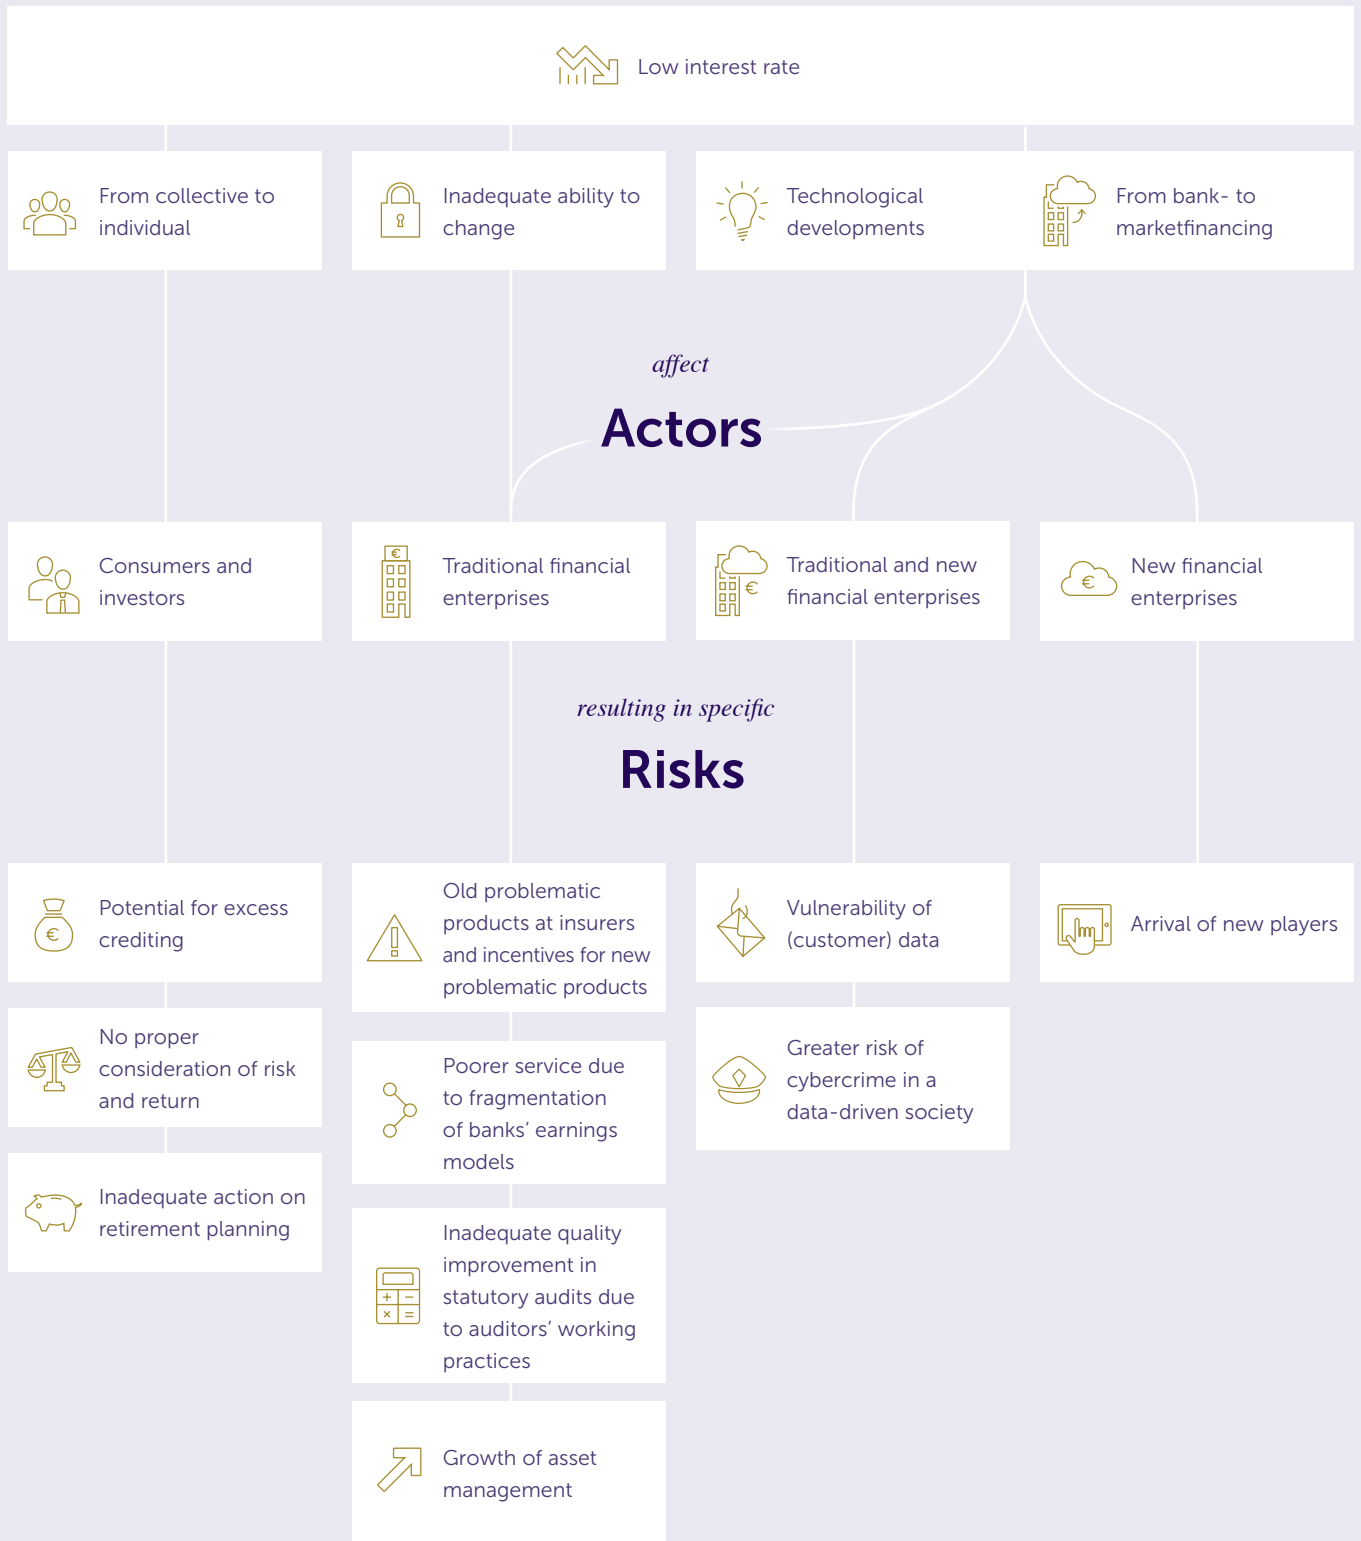 Low interest rate
From collective to
individual
Inadequate ability to
change
Technological
developments
From bank- to
marketfinancing
affect
Actors
Consumers and
investors
Traditional financial
enterprises
Traditional and new
financial enterprises
New financial
enterprises
resulting in specific
Risks
Potential for excess
crediting
No proper
consideration of risk
and return
Inadequate action on
retirement planning
Old problematic
products at insurers
and incentives for new
problematic products
Poorer service due
to fragmentation
of banks’ earnings
models
Inadequate quality
improvement in
statutory audits due
to auditors’ working
practices
Growth of asset
management
Vulnerability of
(customer) data
Greater risk of
cybercrime in a
data-driven society
Arrival of new players